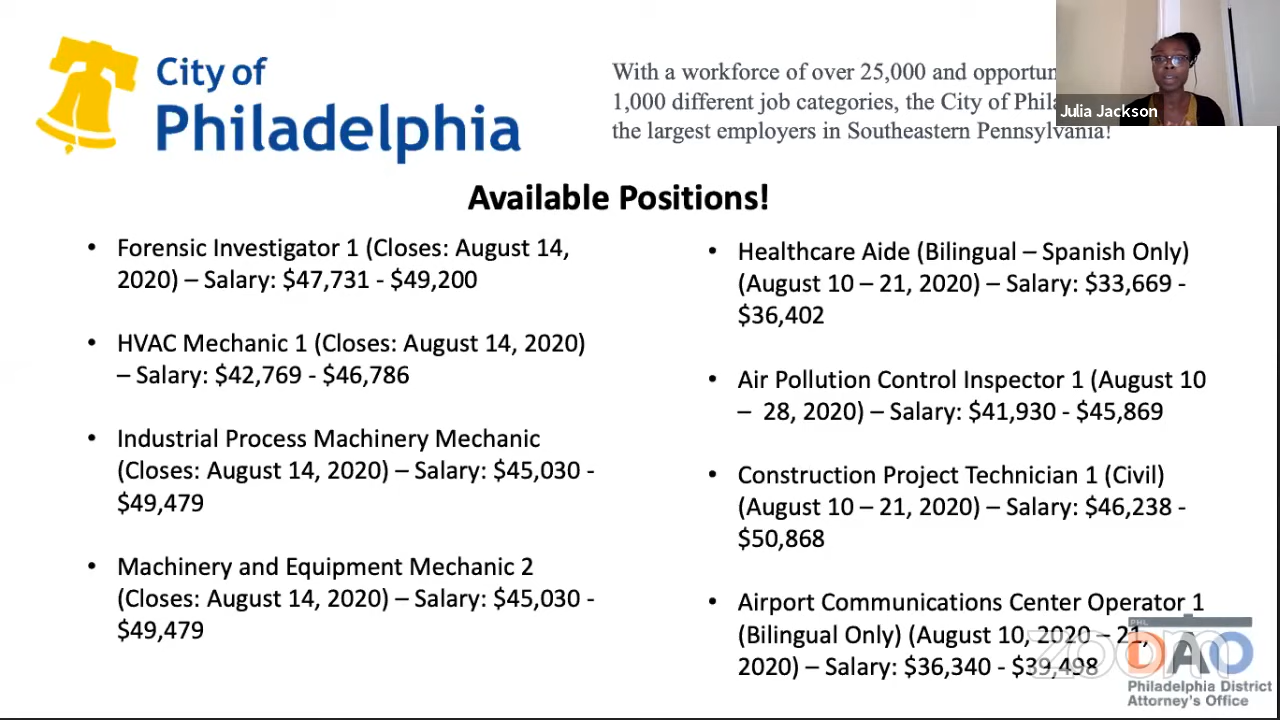 City of
Philadelphia
With a workforce of over 25,000 and
1,000 different job categories, the City of
the largest employers in Southeastern Pennsylvania!
Julia Jackson
Available Positions!
• Forensic Investigator 1 (Closes: August 14,
2020) – Salary: $47,731 - $49,200
• HVAC Mechanic 1 (Closes: August 14, 2020)
– Salary: $42,769 - $46,786
• Industrial Process Machinery Mechanic
(Closes: August 14, 2020) – Salary: $45,030 -
$49,479
• Machinery and Equipment Mechanic 2
(Closes: August 14, 2020) – Salary: $45,030 -
$49,479
• Healthcare Aide (Bilingual – Spanish Only)
(August 10 – 21, 2020) – Salary: $33,669 -
$36,402
• Air Pollution Control Inspector 1 (August 10
– 28, 2020) – Salary: $41,930 - $45,869
• Construction Project Technician 1 (Civil)
(August 10 – 21, 2020) – Salary: $46,238 -
$50,868
• Airport Communications Center Operator 1
(Bilingual Only) (August 10, 2020 – 21,
2020) – Salary: $36,340 - $39,498
zoom
PHL
DAO
Philadelphia District
Attorney's Office